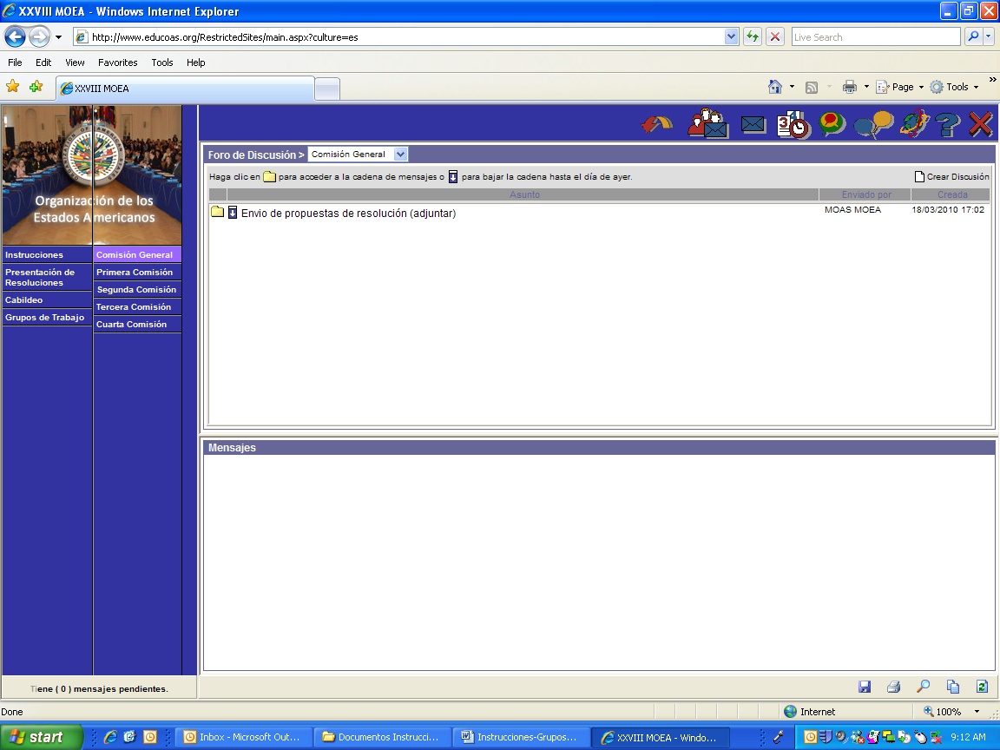 XXVIII MOEA - Windows Internet Explorer
http://www.educoas.org/RestrictedSites/main.aspx?culture=es
Live Search
File Edit View Favorites Tools Help
XXVIII MOEA
Page Tools »
Organización de los
Estados Americanos
Instrucciones
Presentación de
Resoluciones
Cabildeo
Grupos de Trabajo
Comisión General
Primera Comisión
Segunda Comisión
Tercera Comisión
Cuarta Comisión
Foro de Discusión > Comisión General
Haga clic en para acceder a la cadena de mensajes o para bajar la cadena hasta el día de ayer. Crear Discusión
Asunto Enviado por Creada
Envio de propuestas de resolución (adjuntar) MOAS MOEA 18/03/2010 17:02
Mensajes
Tiene ( 0 ) mensajes pendientes.
Done Internet 100%
start Inbox - Microsoft Out... Documentos Instrucci... Instrucciones-Grupos... XXVIII MOEA - Windo... 9:12 AM